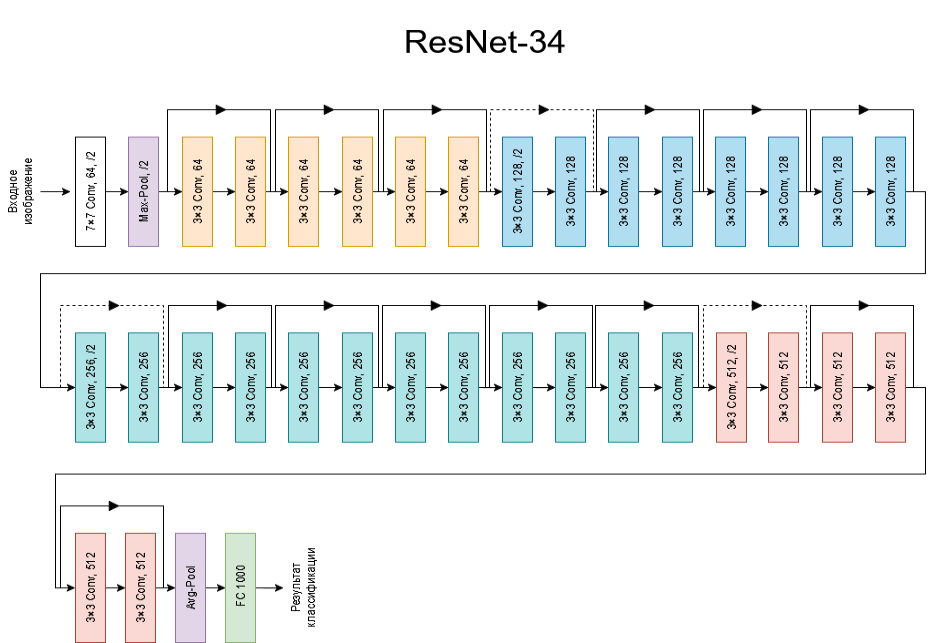 ResNet-34
Входное
изображение
7×7 Conv, 64, /2
Max-Pool, /2
3×3 Conv, 64
3×3 Conv, 64
3×3 Conv, 64
3×3 Conv, 64
3×3 Conv, 64
3×3 Conv, 64
3×3 Conv, 128, /2
3×3 Conv, 128
3×3 Conv, 128
3×3 Conv, 128
3×3 Conv, 128
3×3 Conv, 128
3×3 Conv, 128
3×3 Conv, 128
3×3 Conv, 256, /2
3×3 Conv, 256
3×3 Conv, 256
3×3 Conv, 256
3×3 Conv, 256
3×3 Conv, 256
3×3 Conv, 256
3×3 Conv, 256
3×3 Conv, 256
3×3 Conv, 256
3×3 Conv, 256
3×3 Conv, 256
3×3 Conv, 512, /2
3×3 Conv, 512
3×3 Conv, 512
3×3 Conv, 512
3×3 Conv, 512
3×3 Conv, 512
Avg-Pool
FC 1000
Результат
классификации